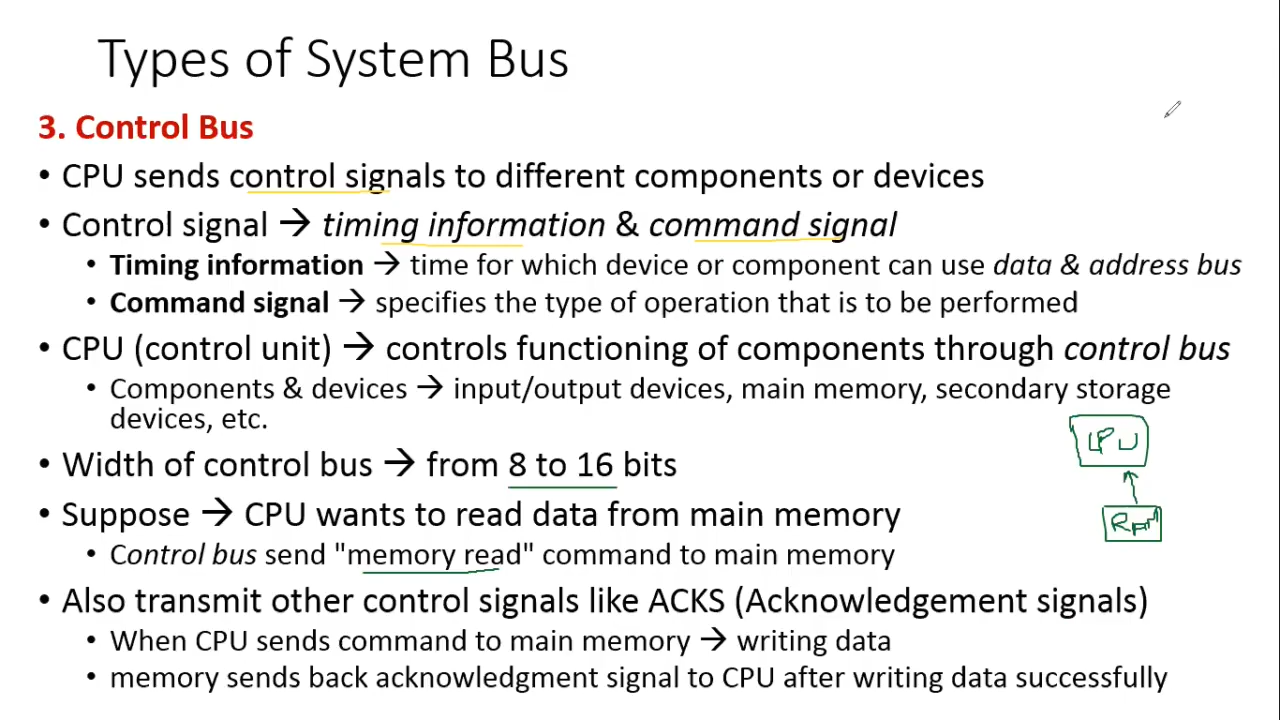 Types of System Bus
3. Control Bus
• CPU sends control signals to different components or devices
• Control signal → timing information & command signal
• Timing information → time for which device or component can use data & address bus
• Command signal → specifies the type of operation that is to be performed
• CPU (control unit) → controls functioning of components through control bus
• Components & devices → input/output devices, main memory, secondary storage
devices, etc.
CPU
• Width of control bus → from 8 to 16 bits
• Suppose → CPU wants to read data from main memory
RAM
• Control bus send "memory read" command to main memory
• Also transmit other control signals like ACKS (Acknowledgement signals)
• When CPU sends command to main memory → writing data
• memory sends back acknowledgment signal to CPU after writing data successfully